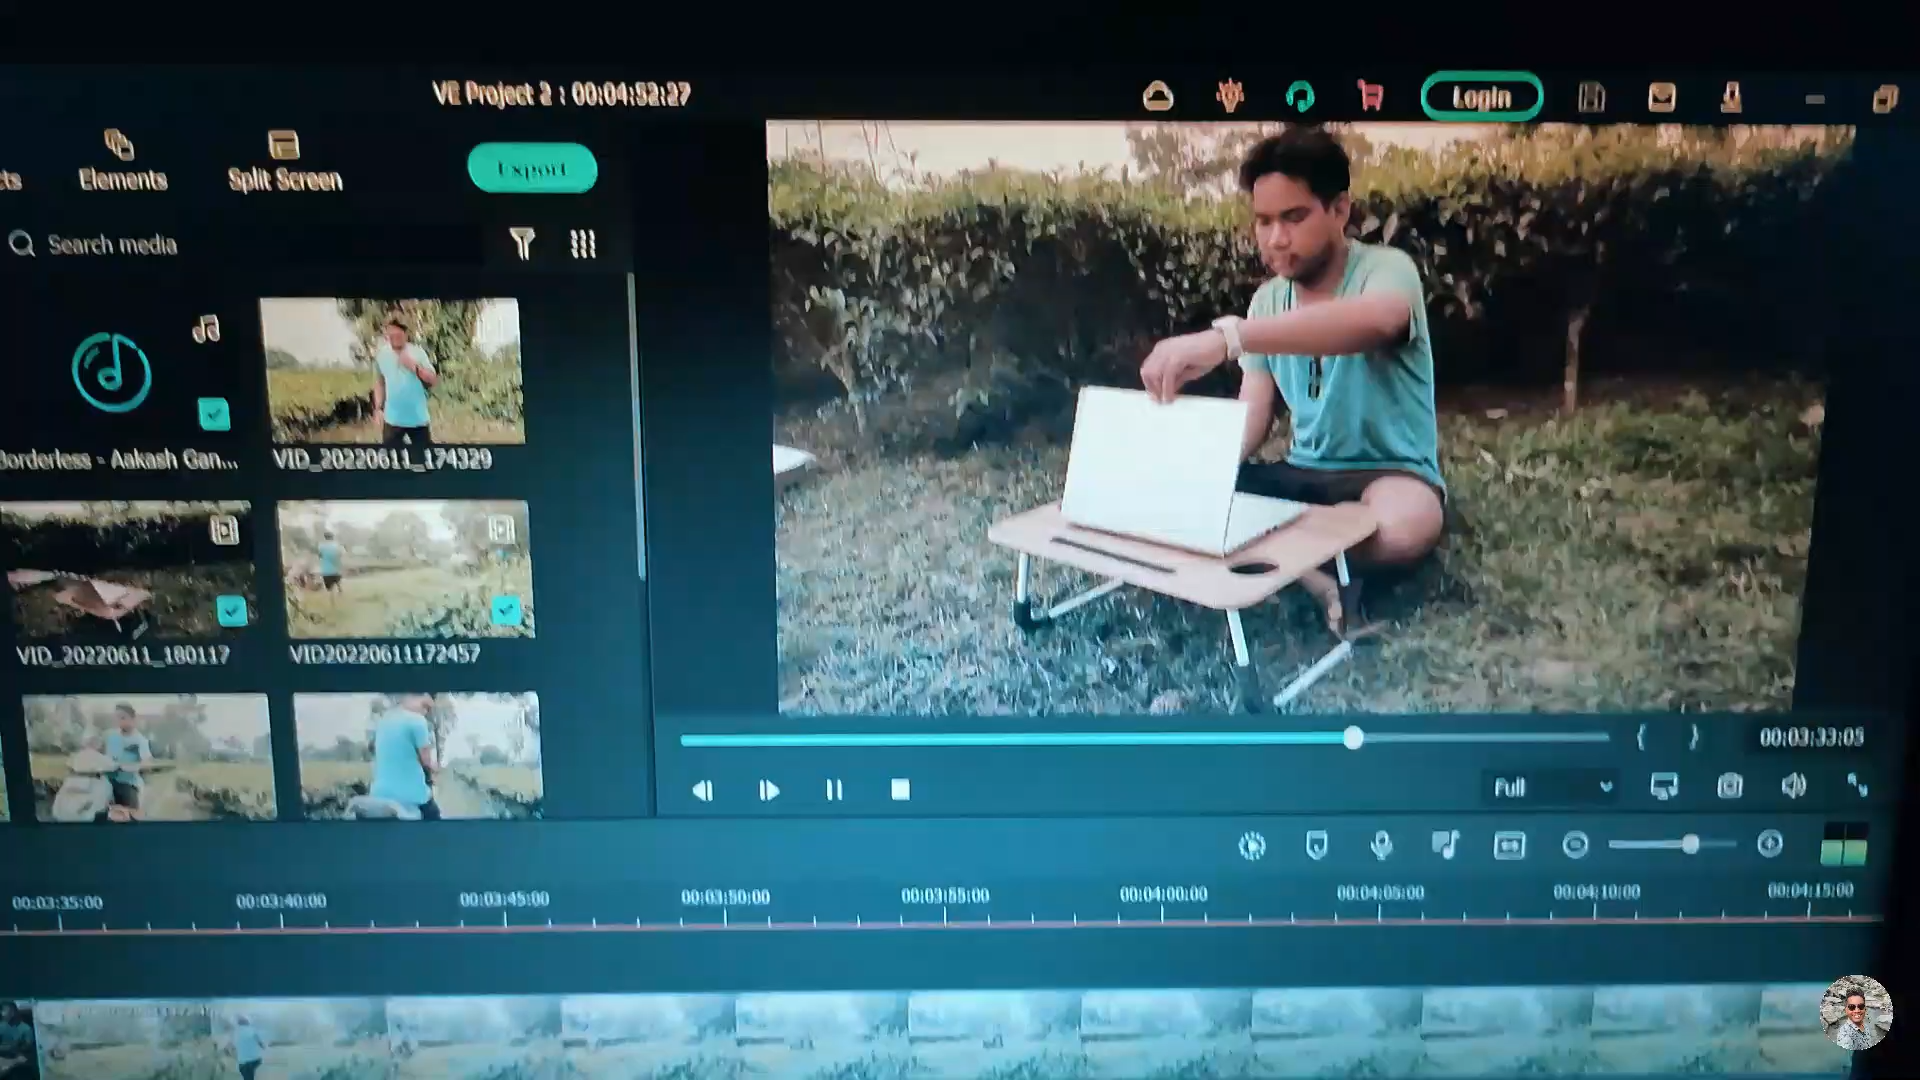 VE Project 2 : 00:04:52:27
Login
cts
Elements
Split Screen
Export
Search media
Borderless - Aakash Gan...
VID_20220611_174329
VID_20220611_180117
VID20220611172457
{ }
00:03:33:05
Full
00:03:35:00
00:03:40:00
00:03:45:00
00:03:50:00
00:03:55:00
00:04:00:00
00:04:05:00
00:04:10:00
00:04:15:00